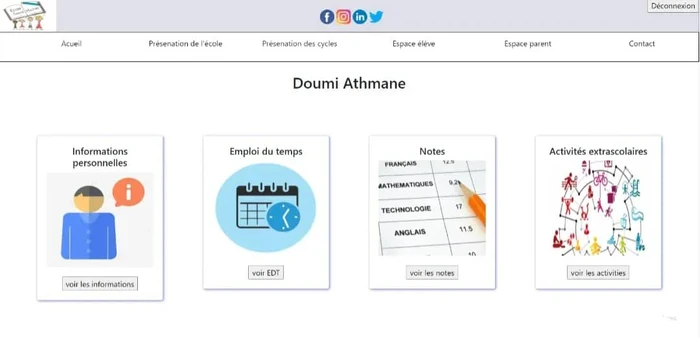 Déconnexion
Acueil
Présenation de l'école
Présenation des cycles
Espace éléve
Espace parent
Contact
Doumi Athmane
Informations
personnelles
voir les informations
Emploi du temps
voir EDT
Notes
FRANÇAIS 12.5
MATHEMATIQUES 9.2
TECHNOLOGIE 17
ANGLAIS 11.5
10
voir les notes
Activités extrascolaires
voir les activities